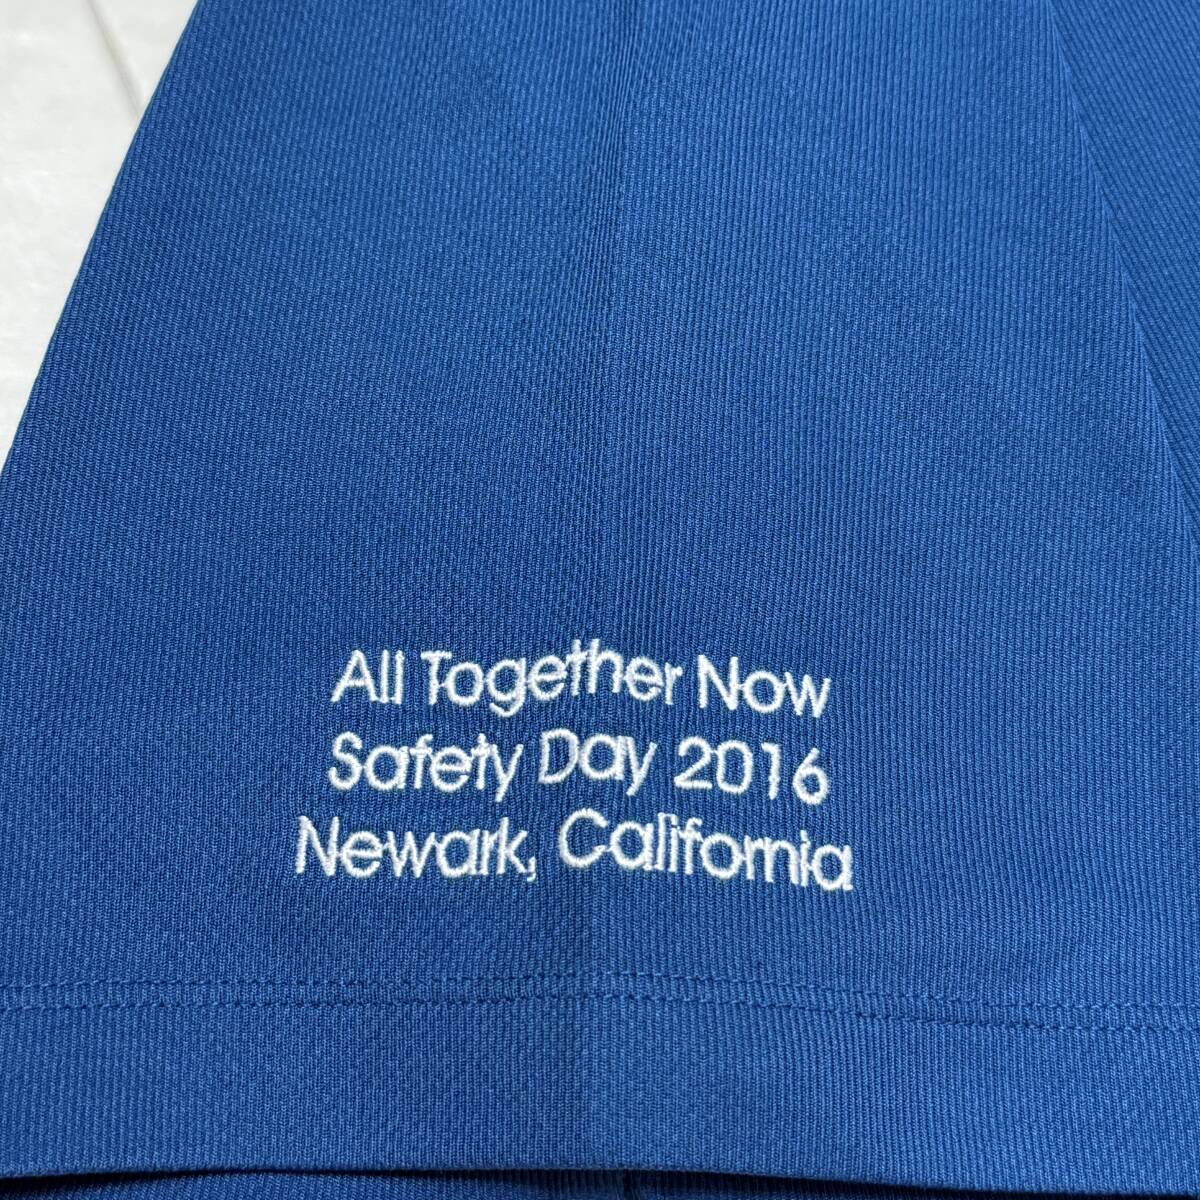 All Together Now
Safety Day 2016
Newark, California